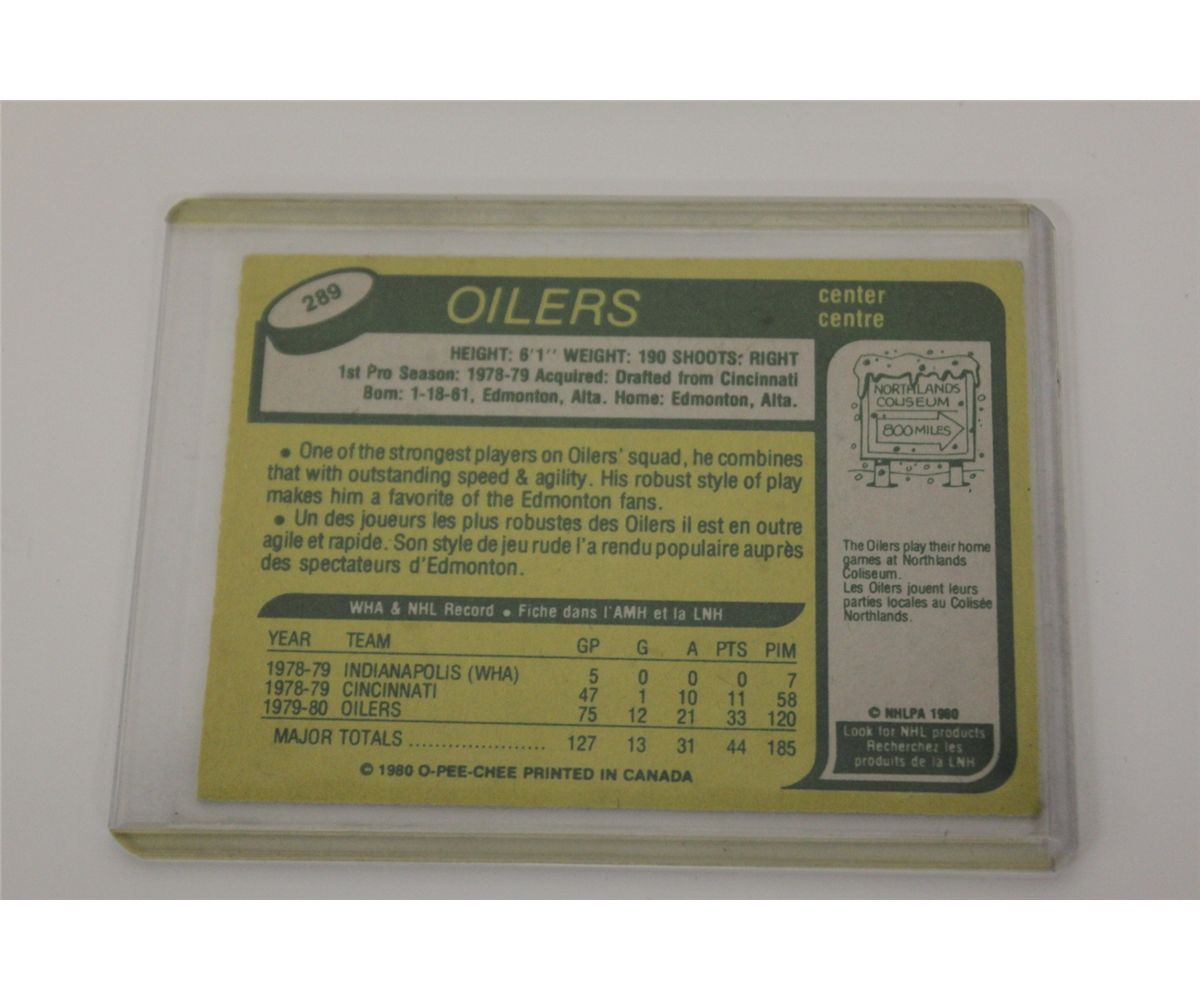 289
OILERS
center
centre
HEIGHT: 6'1'' WEIGHT: 190 SHOOTS: RIGHT
1st Pro Season: 1978-79 Acquired: Drafted from Cincinnati
Born: 1-18-61, Edmonton, Alta. Home: Edmonton, Alta.
• One of the strongest players on Oilers' squad, he combines
that with outstanding speed & agility. His robust style of play
makes him a favorite of the Edmonton fans.
• Un des joueurs les plus robustes des Oilers il est en outre
agile et rapide. Son style de jeu rude l'a rendu populaire auprès
des spectateurs d'Edmonton.
WHA & NHL Record • Fiche dans l'AMH et la LNH
YEAR TEAM GP G A PTS PIM
1978-79 INDIANAPOLIS (WHA) 5 0 0 0 7
1978-79 CINCINNATI 47 1 10 11 58
1979-80 OILERS 75 12 21 33 120
MAJOR TOTALS ..................... 127 13 31 44 185
© 1980 O-PEE-CHEE PRINTED IN CANADA
NORTHLANDS
COLISEUM
800 MILES
The Oilers play their home
games at Northlands
Coliseum.
Les Oilers jouent leurs
parties locales au Colisée
Northlands.
© NHLPA 1980
Look for NHL products
Recherchez les
produits de la LNH